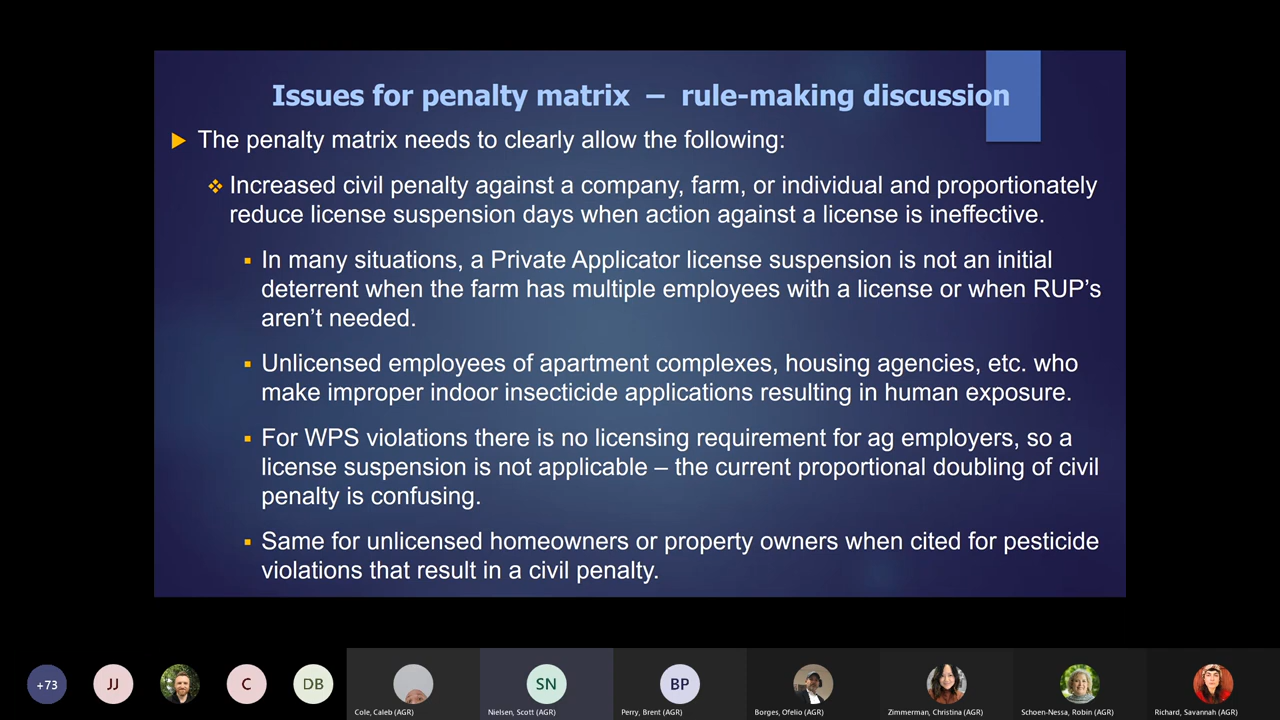 Issues for penalty matrix – rule-making discussion
The penalty matrix needs to clearly allow the following:
Increased civil penalty against a company, farm, or individual and proportionately
reduce license suspension days when action against a license is ineffective.
In many situations, a Private Applicator license suspension is not an initial
deterrent when the farm has multiple employees with a license or when RUP's
aren't needed.
Unlicensed employees of apartment complexes, housing agencies, etc. who
make improper indoor insecticide applications resulting in human exposure.
For WPS violations there is no licensing requirement for ag employers, so a
license suspension is not applicable – the current proportional doubling of civil
penalty is confusing.
Same for unlicensed homeowners or property owners when cited for pesticide
violations that result in a civil penalty.
+73
JJ
C
DB
SN
BP
Cole, Caleb (AGR)
Nielsen, Scott (AGR)
Perry, Brent (AGR)
Borges, Ofelio (AGR)
Zimmerman, Christina (AGR)
Schoen-Nessa, Robin (AGR)
Richard, Savannah (AGR)